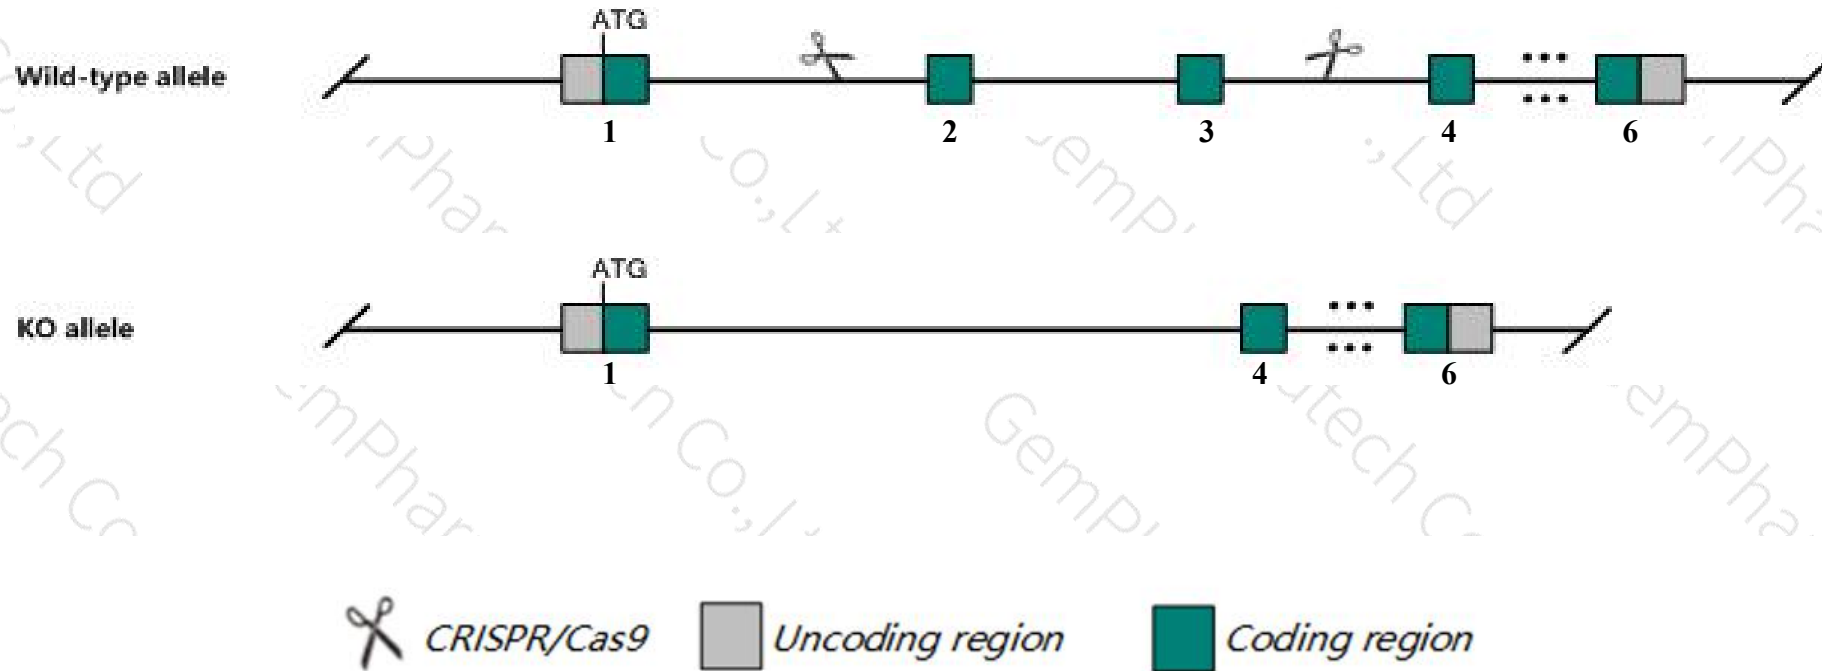 ATG
Wild-type allele
1 2 3 4 6
ATG
KO allele
1 4 6
CRISPR/Cas9 Uncoding region Coding region